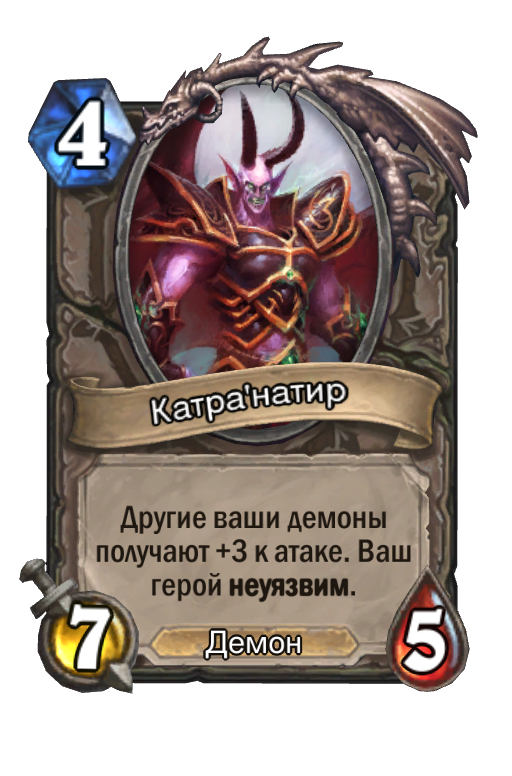 4
Катра'натир
Другие ваши демоны
получают +3 к атаке. Ваш
герой неуязвим.
7
Демон
5